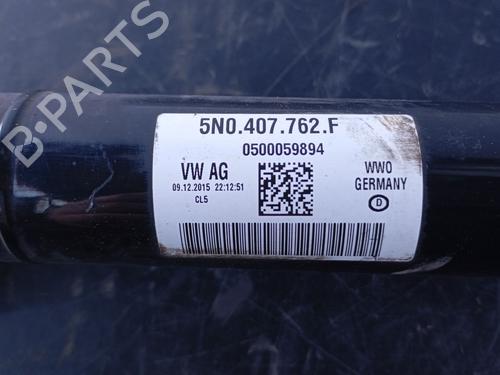 5N0.407.762.F
0500059894
VW AG
09.12.2015 22:12:51
CL5
WWO
GERMANY
D
B-PARTS